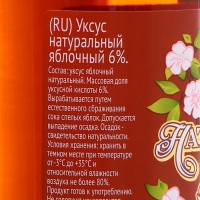 (RU) Уксус
натуральный
яблочный 6%.
Состав: уксус яблочный
натуральный. Массовая доля
уксусной кислоты 6%.
Вырабатывается путем
естественного сбраживания
сока спелых яблок. Допускается
выпадение осадка. Осадок -
свидетельство натуральности.
Условия хранения: хранить в
темном месте при температуре
от -3°C до +35°C и
относительной влажности
воздуха не более 80%.
Продукт готов к употреблению.